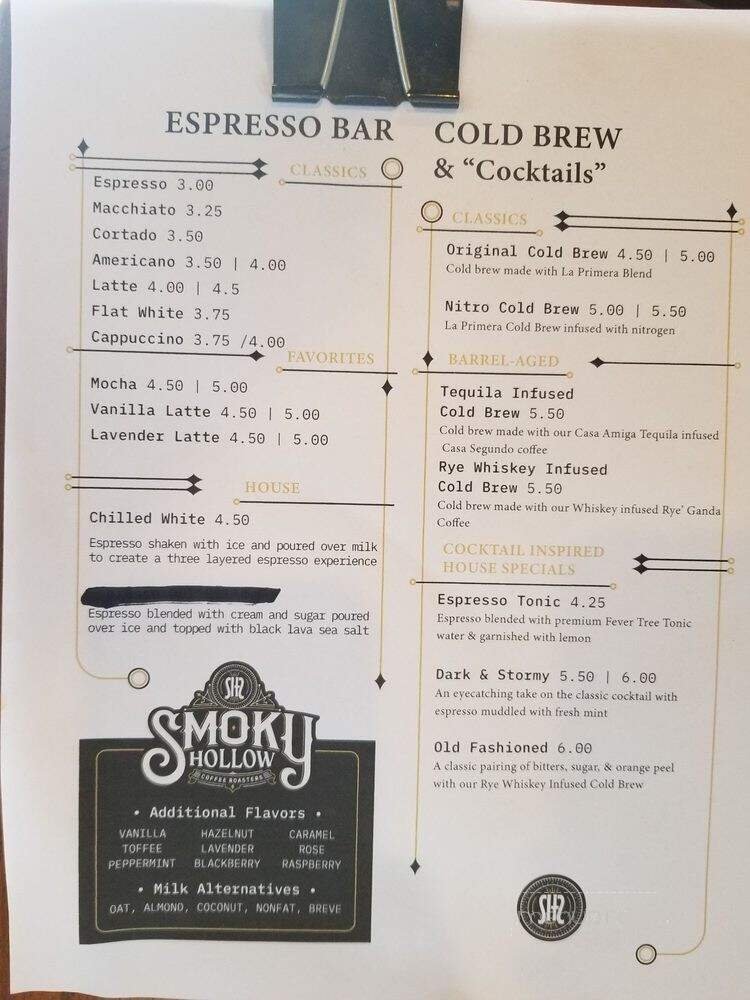 ESPRESSO BAR
CLASSICS
Espresso 3.00
Macchiato 3.25
Cortado 3.50
Americano 3.50 | 4.00
Latte 4.00 | 4.5
Flat White 3.75
Cappuccino 3.75 /4.00
FAVORITES
Mocha 4.50 | 5.00
Vanilla Latte 4.50 | 5.00
Lavender Latte 4.50 | 5.00
HOUSE
Chilled White 4.50
Espresso shaken with ice and poured over milk
to create a three layered espresso experience
Espresso blended with cream and sugar poured
over ice and topped with black lava sea salt
SHR
SMOKY
HOLLOW
COFFEE ROASTERS
• Additional Flavors •
VANILLA HAZELNUT CARAMEL
TOFFEE LAVENDER ROSE
PEPPERMINT BLACKBERRY RASPBERRY
• Milk Alternatives •
OAT, ALMOND, COCONUT, NONFAT, BREVE
COLD BREW
& “Cocktails”
CLASSICS
Original Cold Brew 4.50 | 5.00
Cold brew made with La Primera Blend
Nitro Cold Brew 5.00 | 5.50
La Primera Cold Brew infused with nitrogen
BARREL-AGED
Tequila Infused
Cold Brew 5.50
Cold brew made with our Casa Amiga Tequila infused
Casa Segundo coffee
Rye Whiskey Infused
Cold Brew 5.50
Cold brew made with our Whiskey infused Rye' Ganda
Coffee
COCKTAIL INSPIRED
HOUSE SPECIALS
Espresso Tonic 4.25
Espresso blended with premium Fever Tree Tonic
water & garnished with lemon
Dark & Stormy 5.50 | 6.00
An eyecatching take on the classic cocktail with
espresso muddled with fresh mint
Old Fashioned 6.00
A classic pairing of bitters, sugar, & orange peel
with our Rye Whiskey Infused Cold Brew
SHR